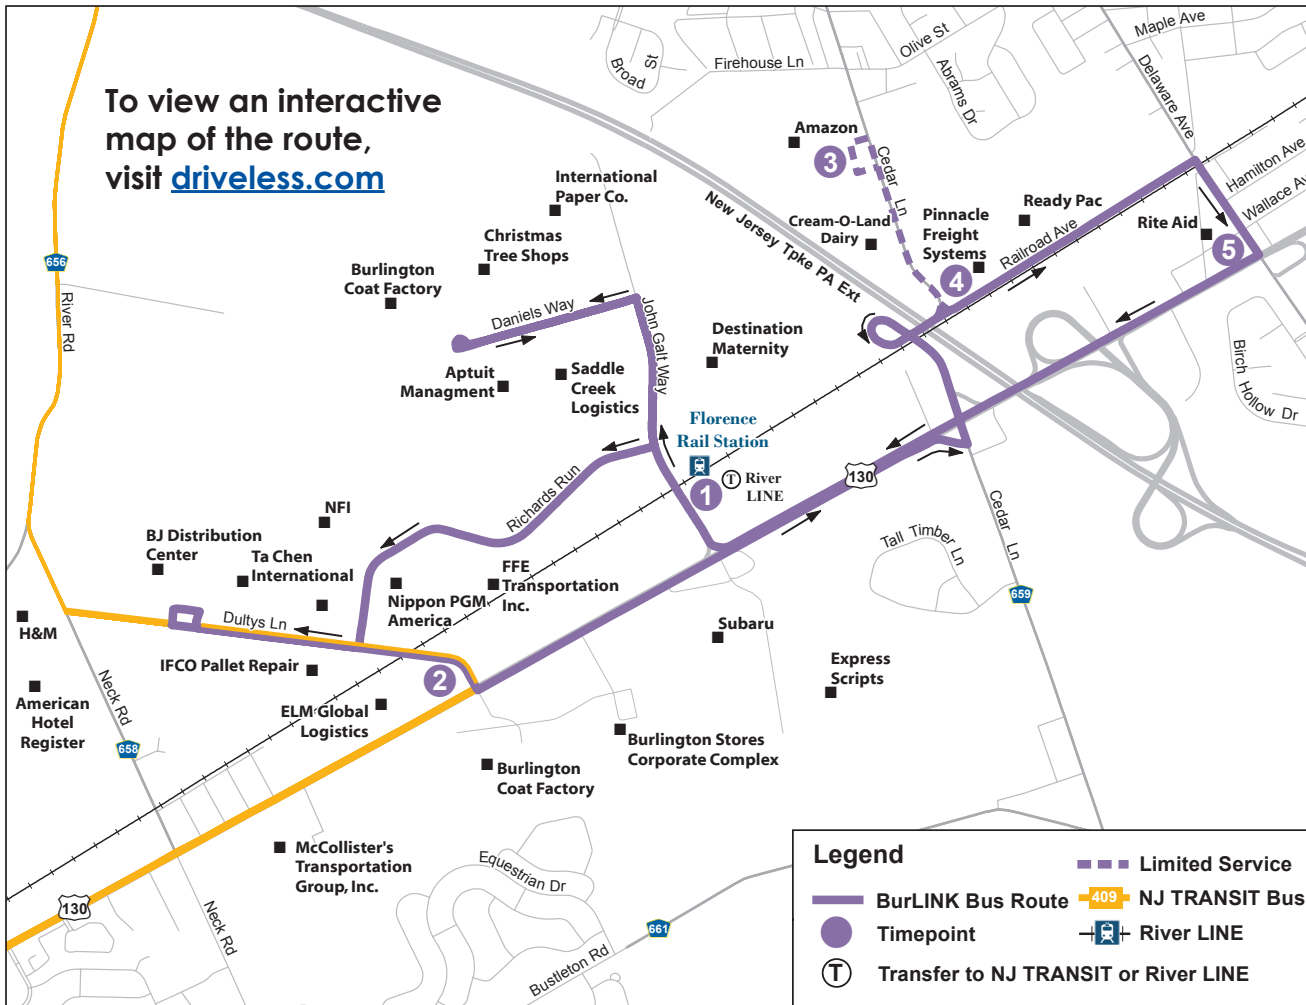 To view an interactive
map of the route,
visit driveless.com
Broad St
Firehouse Ln
Olive St
Abrams Dr
Maple Ave
Delaware Ave
Hamilton Ave
Wallace Av
Amazon
3
Cedar Ln
New Jersey Tpke PA Ext
Cream-O-Land
Dairy
Pinnacle
Freight
Systems
4
Ready Pac
Railroad Ave
Rite Aid
5
International
Paper Co.
Christmas
Tree Shops
Burlington
Coat Factory
656
River Rd
Daniels Way
John Galt Way
Aptuit
Managment
Saddle
Creek
Logistics
Destination
Maternity
Birch Hollow Dr
Florence
Rail Station
1
T
River
LINE
130
Richards Run
Cedar Ln
Tall Timber Ln
659
NFI
BJ Distribution
Center
Ta Chen
International
Nippon PGM
America
FFE
Transportation
Inc.
H&M
Dultys Ln
IFCO Pallet Repair
2
Subaru
Express
Scripts
American
Hotel
Register
Neck Rd
658
ELM Global
Logistics
Burlington Stores
Corporate Complex
Burlington
Coat Factory
McCollister's
Transportation
Group, Inc.
130
Neck Rd
Equestrian Dr
661
Bustleton Rd
Legend
Limited Service
BurLINK Bus Route
409
NJ TRANSIT Bus
Timepoint
River LINE
T
Transfer to NJ TRANSIT or River LINE